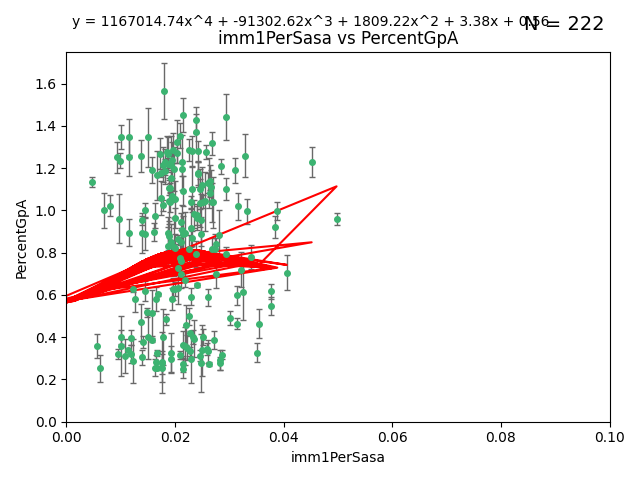 y = 1167014.74x^4 + -91302.62x^3 + 1809.22x^2 + 3.38x + 0.56
N = 222
imm1PerSasa vs PercentGpA
PercentGpA
1.6
1.4
1.2
1.0
0.8
0.6
0.4
0.2
0.0
0.00 0.02 0.04 0.06 0.08 0.10
imm1PerSasa